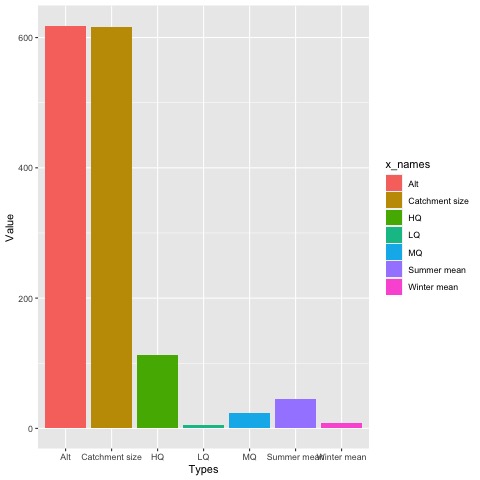 600
400
200
0
Value
Alt Catchment size HQ LQ MQ Summer mean Winter mean
Types
x_names
Alt
Catchment size
HQ
LQ
MQ
Summer mean
Winter mean